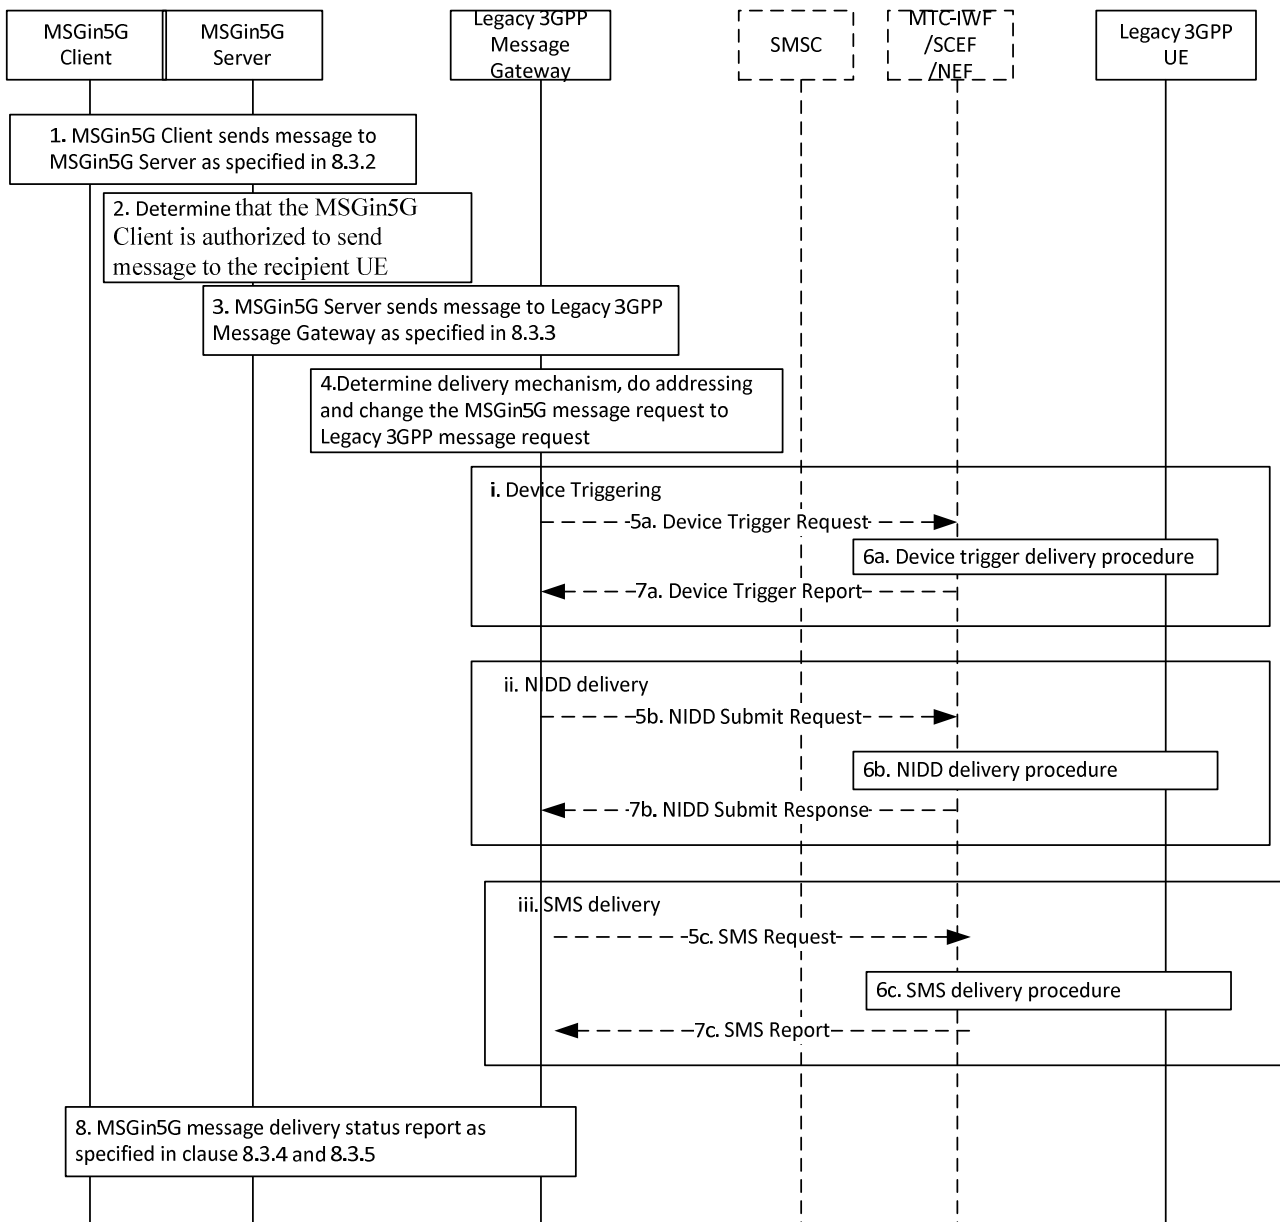 MSGin5G
Client
MSGin5G
Server
Legacy 3GPP
Message
Gateway
SMSC
MTC-IWF
/SCEF
/NEF
Legacy 3GPP
UE
1. MSGin5G Client sends message to
MSGin5G Server as specified in 8.3.2
2. Determine that the MSGin5G
Client is authorized to send
message to the recipient UE
3. MSGin5G Server sends message to Legacy 3GPP
Message Gateway as specified in 8.3.3
4.Determine delivery mechanism, do addressing
and change the MSGin5G message request to
Legacy 3GPP message request
i. Device Triggering
5a. Device Trigger Request
6a. Device trigger delivery procedure
7a. Device Trigger Report
ii. NIDD delivery
5b. NIDD Submit Request
6b. NIDD delivery procedure
7b. NIDD Submit Response
iii. SMS delivery
5c. SMS Request
6c. SMS delivery procedure
7c. SMS Report
8. MSGin5G message delivery status report as
specified in clause 8.3.4 and 8.3.5